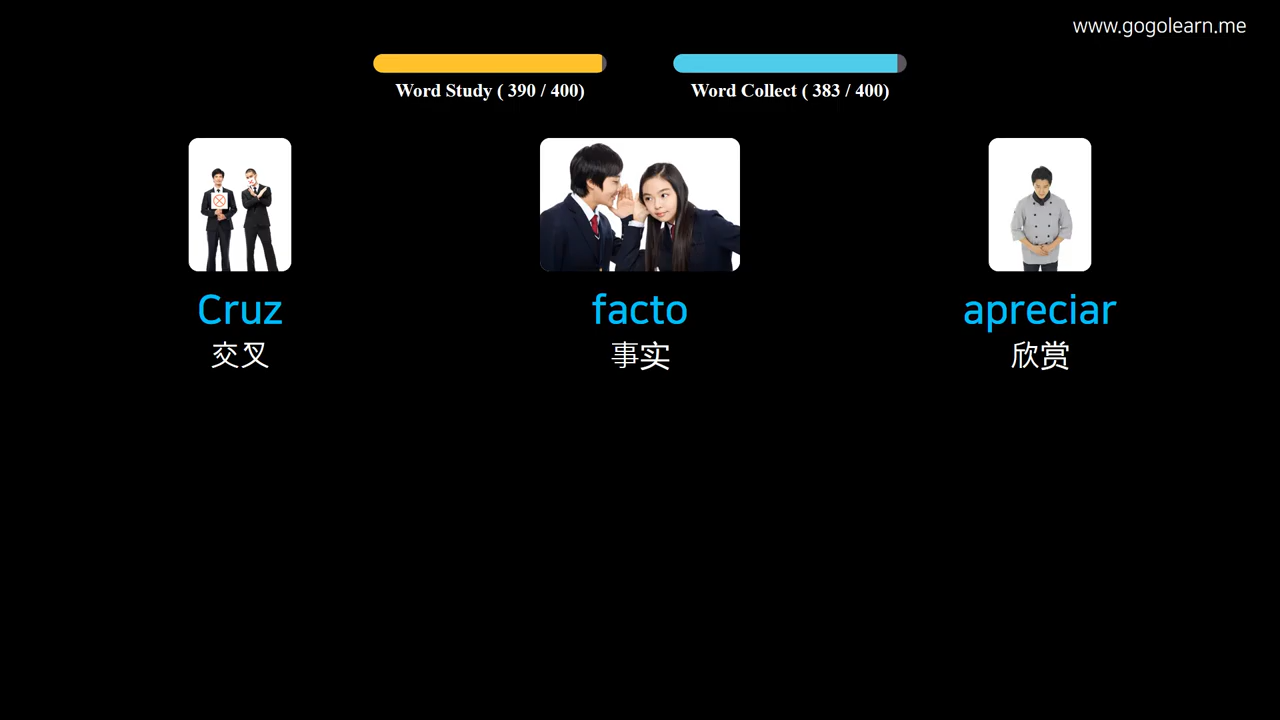 www.gogolearn.me
Word Study ( 390 / 400)
Word Collect ( 383 / 400)
Cruz
facto
apreciar
交叉
事实
欣赏